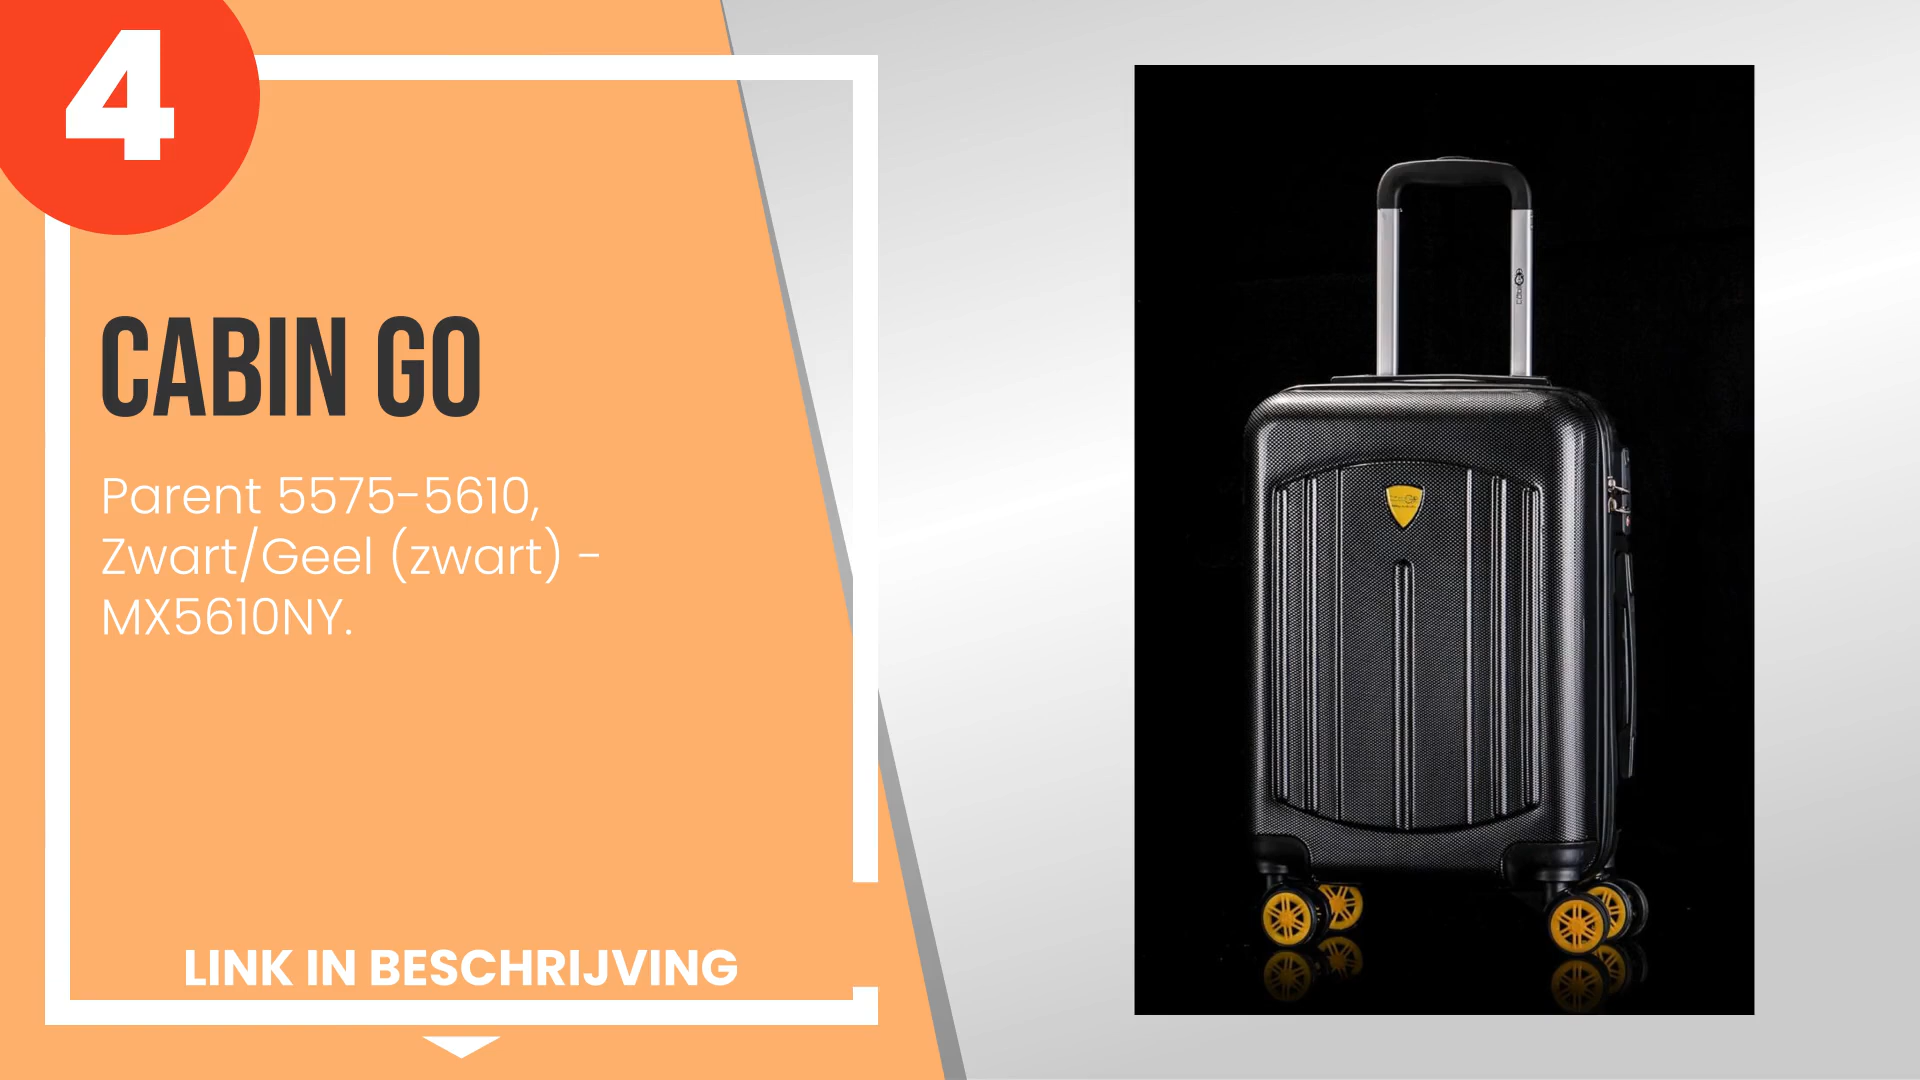 4
CABIN GO
Parent 5575-5610,
Zwart/Geel (zwart) -
MX5610NY.
LINK IN BESCHRIJVING